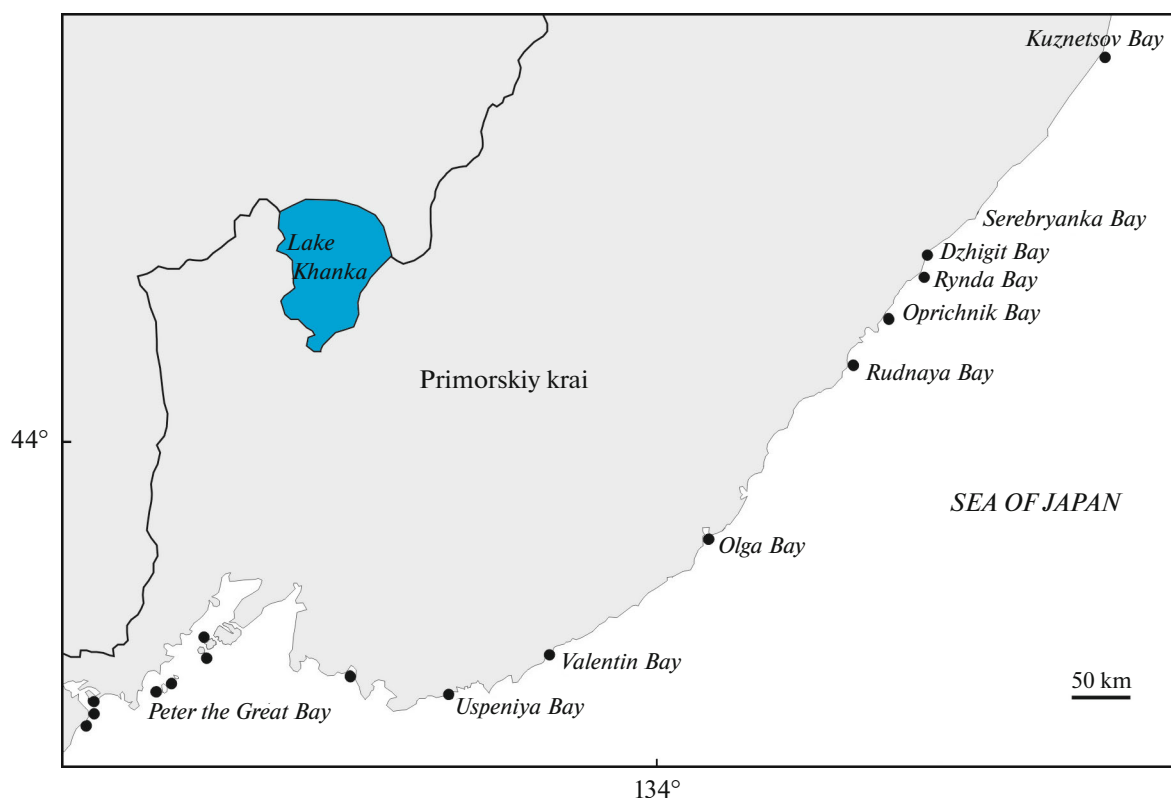 Kuznetsov Bay
Serebryanka Bay
Lake
Khanka
Dzhigit Bay
Rynda Bay
Oprichnik Bay
Rudnaya Bay
Primorskiy krai
44°
SEA OF JAPAN
Olga Bay
Valentin Bay
50 km
Uspeniya Bay
Peter the Great Bay
134°